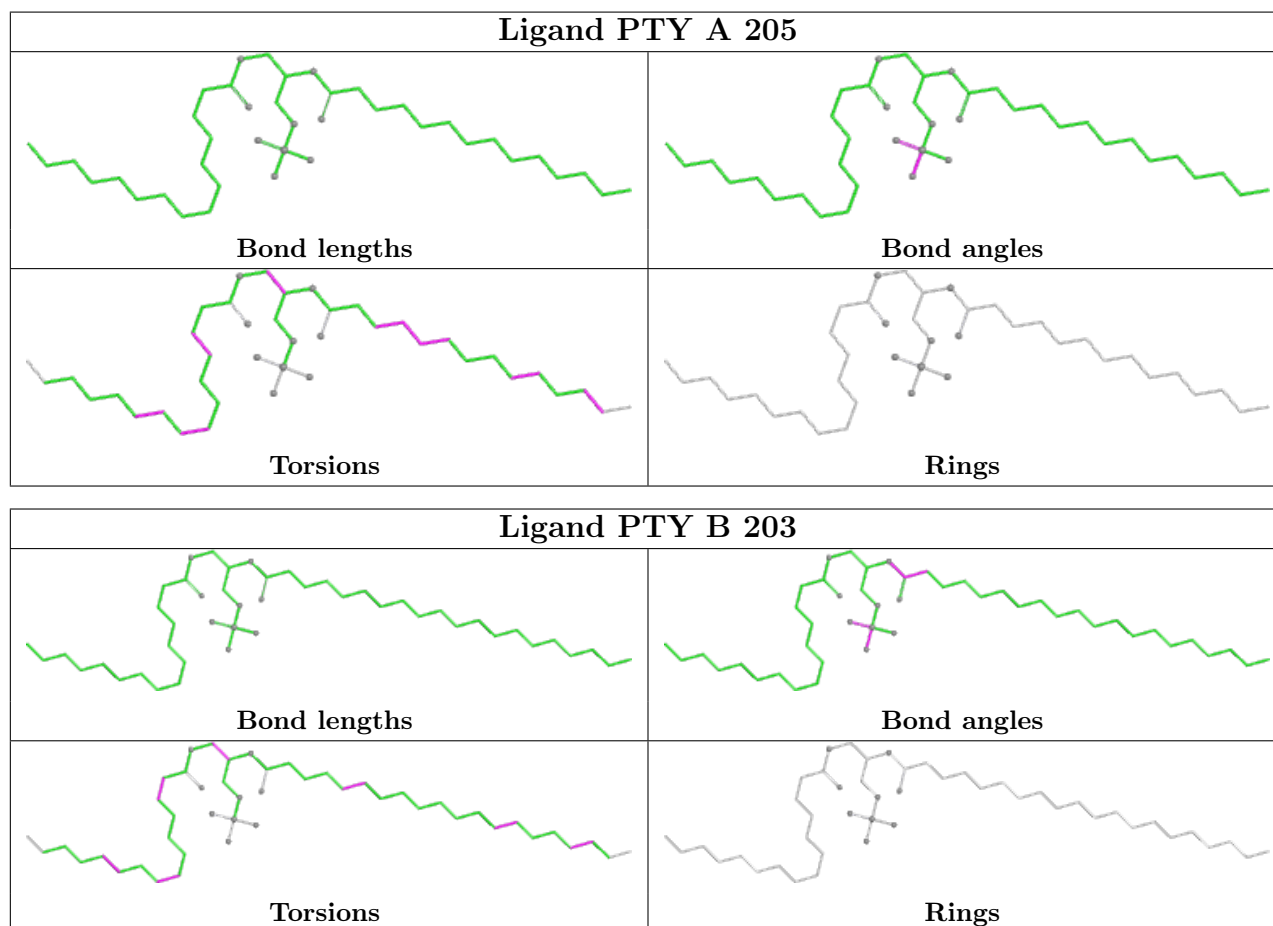 Ligand PTY A 205
Bond lengths
Bond angles
Torsions
Rings
Ligand PTY B 203
Bond lengths
Bond angles
Torsions
Rings